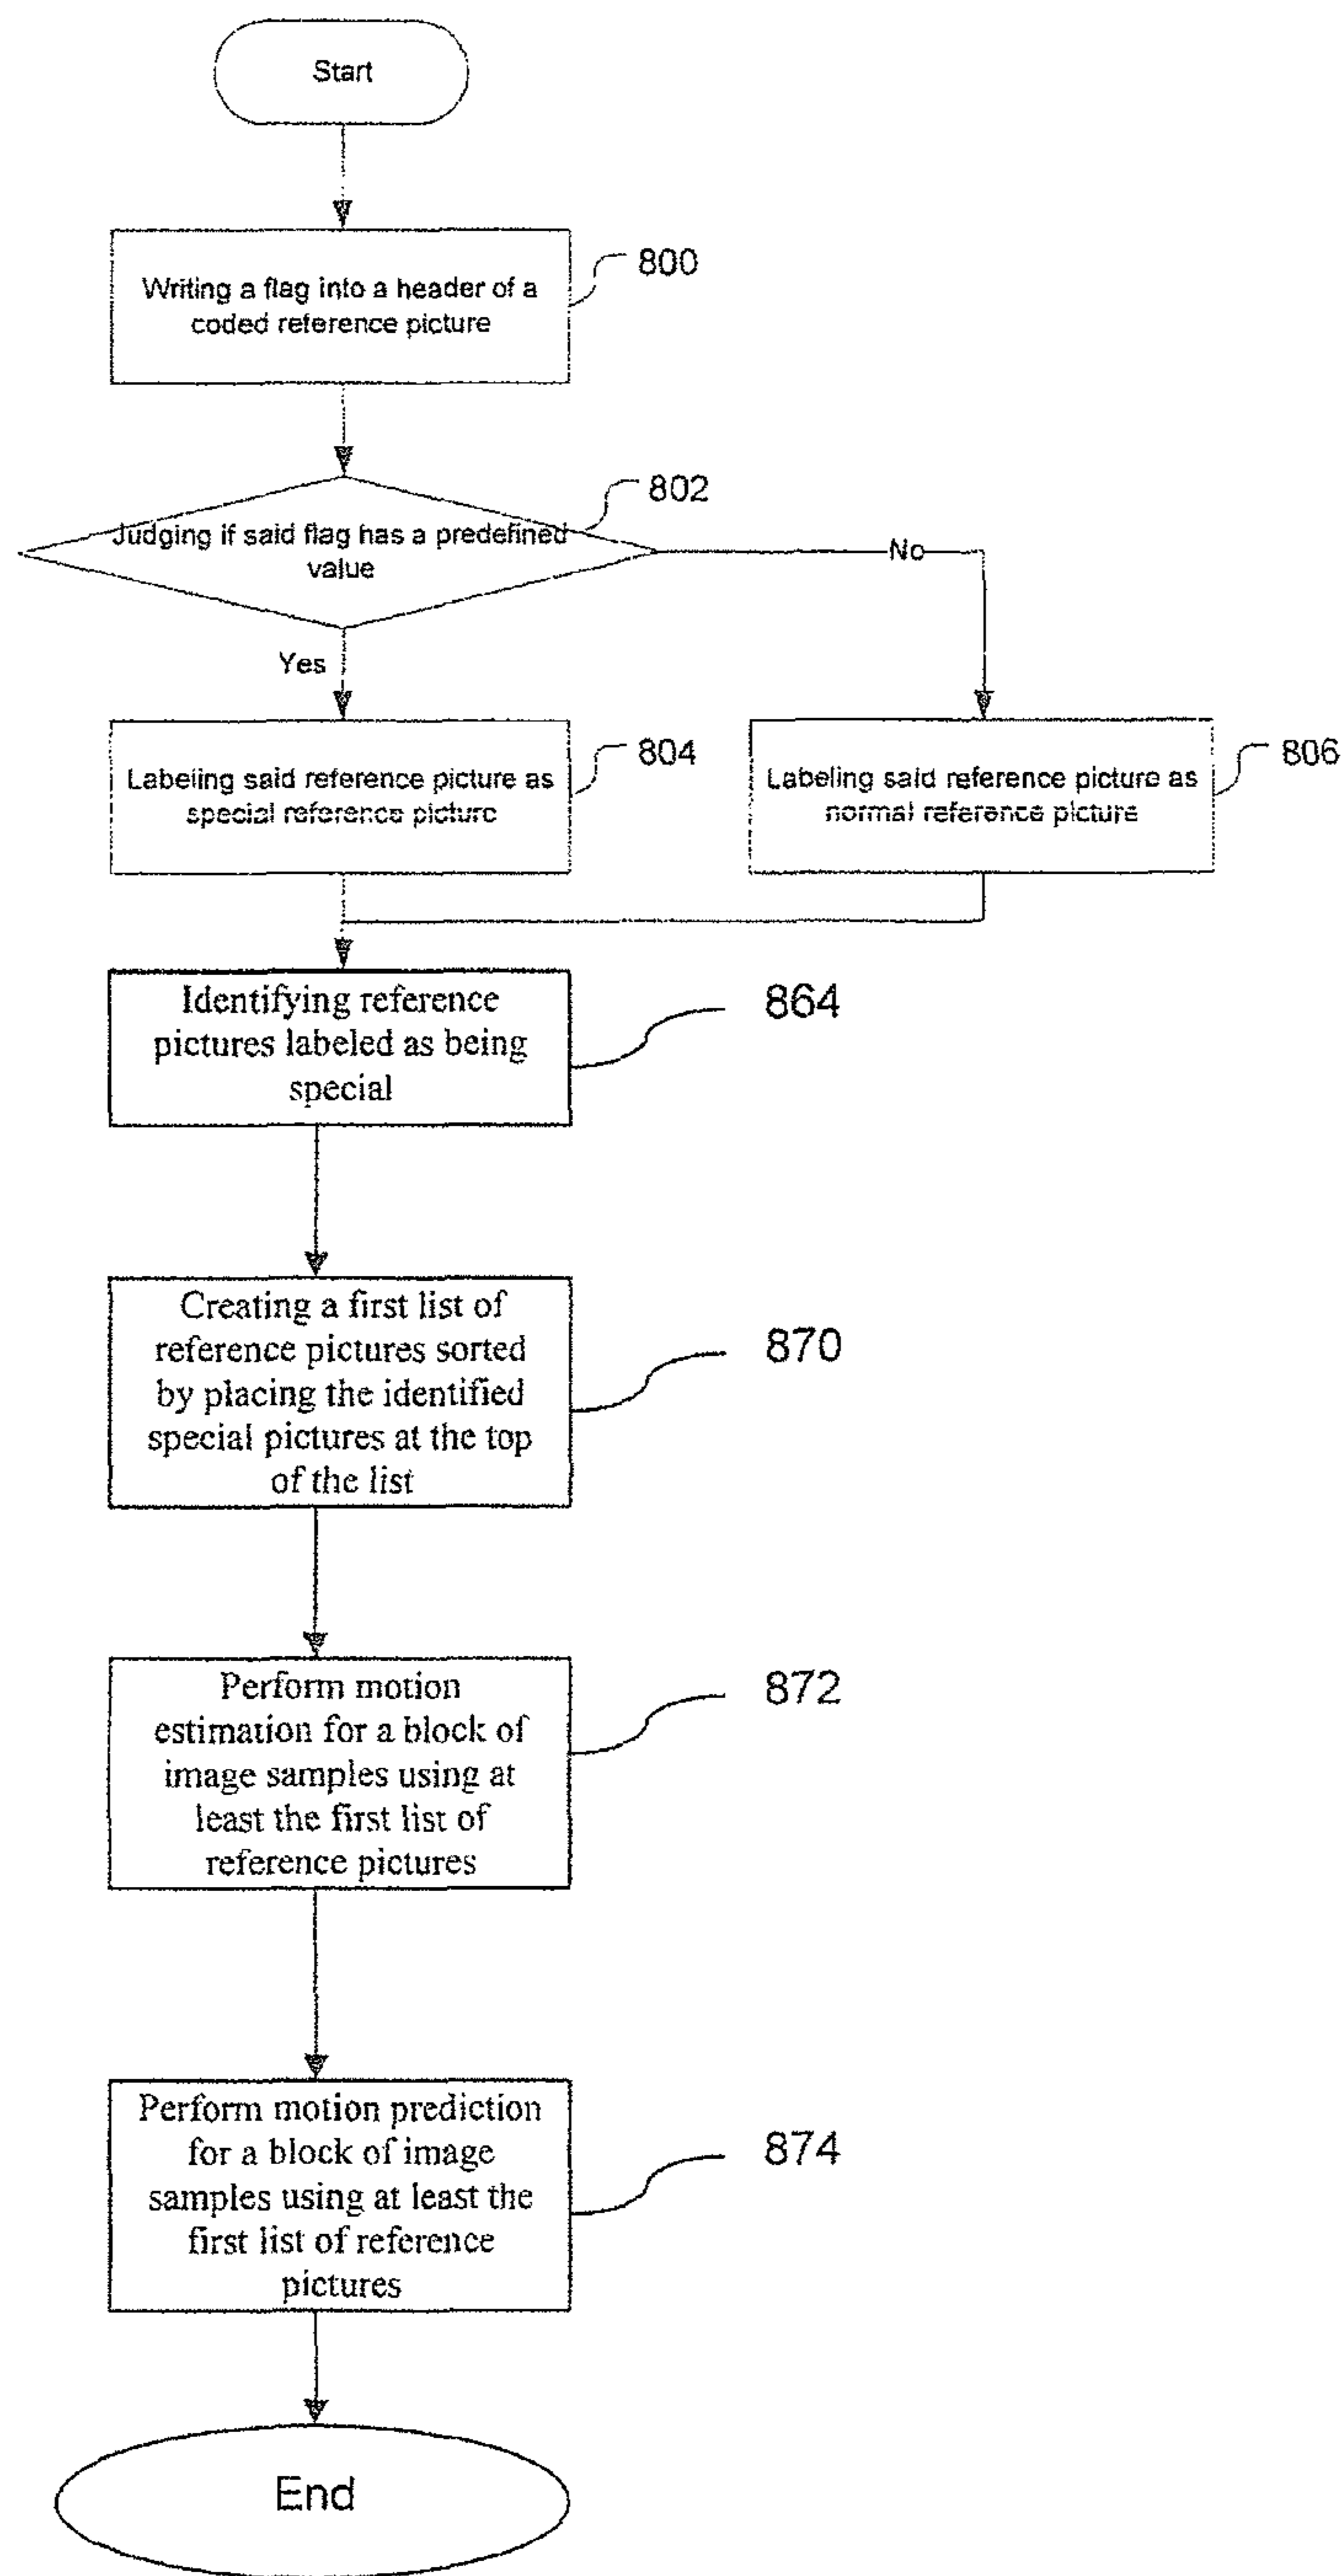 Start
Writing a flag into a header of a
coded reference picture
800
802
Judging if said flag has a predefined
value
No
Yes
Labeling said reference picture as
special reference picture
804
Labeling said reference picture as
normal reference picture
806
Identifying reference
pictures labeled as being
special
864
Creating a first list of
reference pictures sorted
by placing the identified
special pictures at the top
of the list
870
Perform motion
estimation for a block of
image samples using at
least the first list of
reference pictures
872
Perform motion prediction
for a block of image
samples using at least the
first list of reference
pictures
874
End